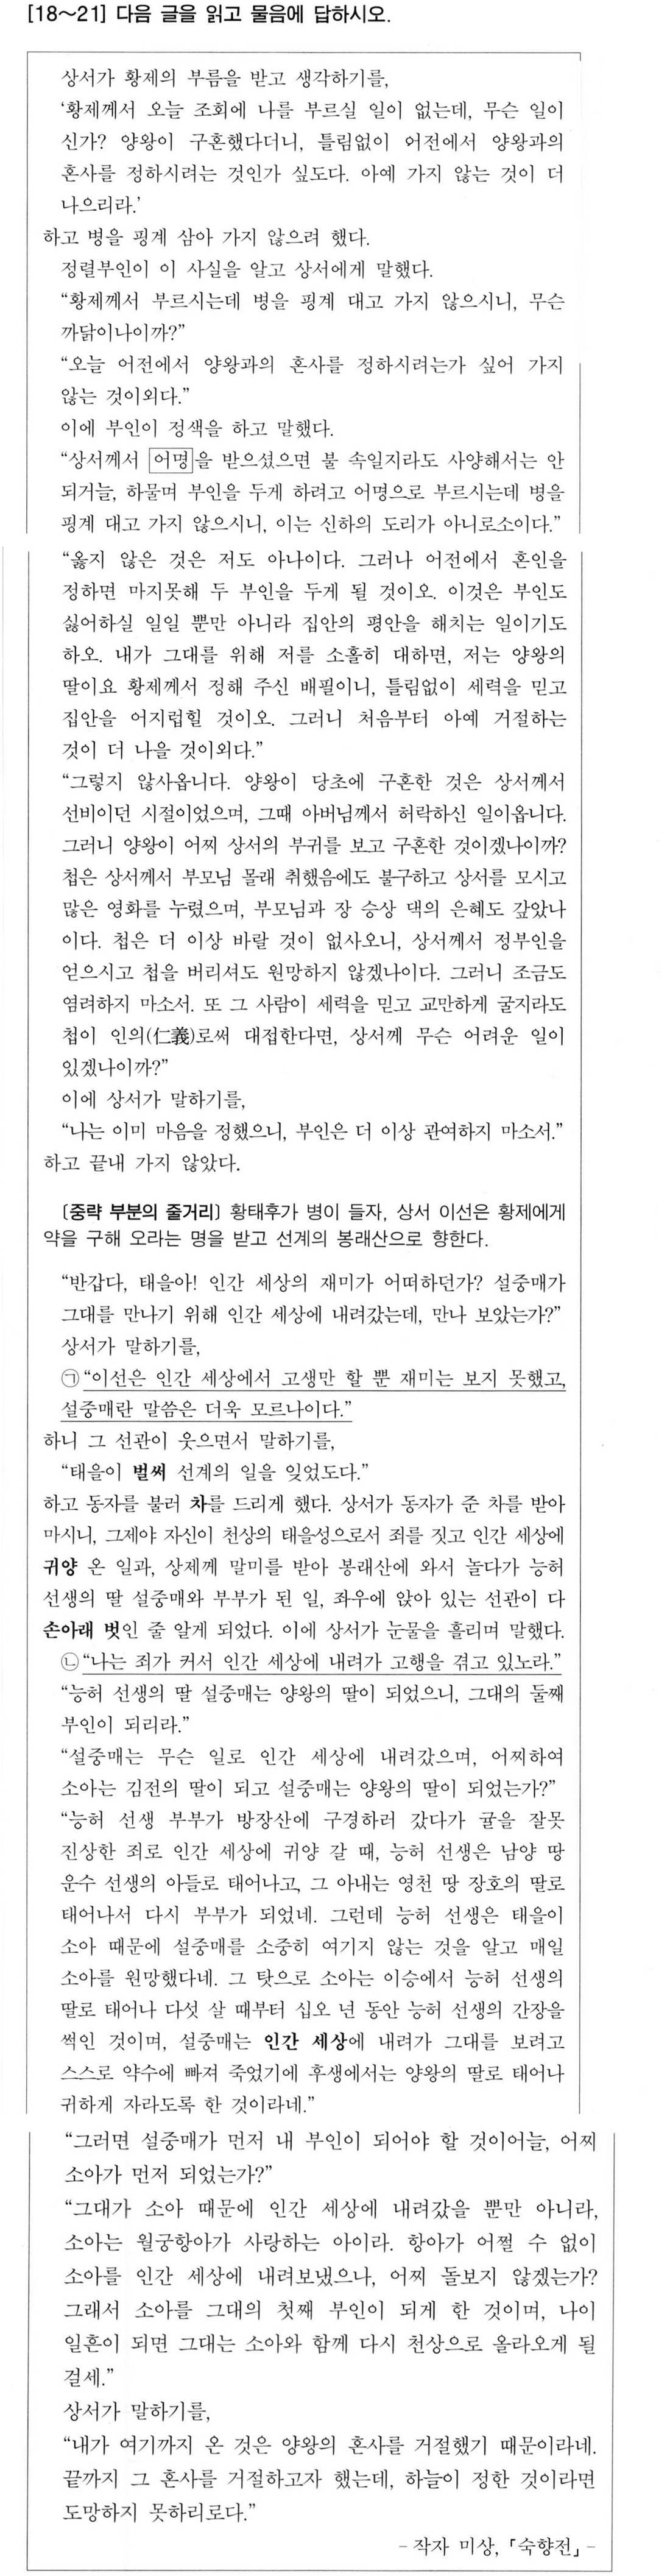 [18～21] 다음 글을 읽고 물음에 답하시오.
상서가 황제의 부름을 받고 생각하기를,
‘황제께서 오늘 조회에 나를 부르실 일이 없는데, 무슨 일이
신가? 양왕이 구혼했다더니, 틀림없이 어전에서 양왕과의
혼사를 정하시려는 것인가 싶도다. 아예 가지 않는 것이 더
나으리라.’
하고 병을 핑계 삼아 가지 않으려 했다.
정렬부인이 이 사실을 알고 상서에게 말했다.
“황제께서 부르시는데 병을 핑계 대고 가지 않으시니, 무슨
까닭이나이까?”
“오늘 어전에서 양왕과의 혼사를 정하시려는가 싶어 가지
않는 것이외다.”
이에 부인이 정색을 하고 말했다.
“상서께서 어명을 받으셨으면 불 속일지라도 사양해서는 안
되거늘, 하물며 부인을 두게 하려고 어명으로 부르시는데 병을
핑계 대고 가지 않으시니, 이는 신하의 도리가 아니로소이다.”
“옳지 않은 것은 저도 아나이다. 그러나 어전에서 혼인을
정하면 마지못해 두 부인을 두게 될 것이오. 이것은 부인도
싫어하실 일일 뿐만 아니라 집안의 평안을 해치는 일이기도
하오. 내가 그대를 위해 저를 소홀히 대하면, 저는 양왕의
딸이요 황제께서 정해 주신 배필이니, 틀림없이 세력을 믿고
집안을 어지럽힐 것이오. 그러니 처음부터 아예 거절하는
것이 더 나을 것이외다.”
“그렇지 않사옵니다. 양왕이 당초에 구혼한 것은 상서께서
선비이던 시절이었으며, 그때 아버님께서 허락하신 일이옵니다.
그러니 양왕이 어찌 상서의 부귀를 보고 구혼한 것이겠나이까?
첩은 상서께서 부모님 몰래 취했음에도 불구하고 상서를 모시고
많은 영화를 누렸으며, 부모님과 장 승상 댁의 은혜도 갚았나
이다. 첩은 더 이상 바랄 것이 없사오니, 상서께서 정부인을
얻으시고 첩을 버리셔도 원망하지 않겠나이다. 그러니 조금도
염려하지 마소서. 또 그 사람이 세력을 믿고 교만하게 굴지라도
첩이 인의(仁義)로써 대접한다면, 상서께 무슨 어려운 일이
있겠나이까?”
이에 상서가 말하기를,
“나는 이미 마음을 정했으니, 부인은 더 이상 관여하지 마소서.”
하고 끝내 가지 않았다.
〔중략 부분의 줄거리〕 황태후가 병이 들자, 상서 이선은 황제에게
약을 구해 오라는 명을 받고 선계의 봉래산으로 향한다.
“반갑다, 태을아! 인간 세상의 재미가 어떠하던가? 설중매가
그대를 만나기 위해 인간 세상에 내려갔는데, 만나 보았는가?”
상서가 말하기를,
㉠“이선은 인간 세상에서 고생만 할 뿐 재미는 보지 못했고,
설중매란 말씀은 더욱 모르나이다.”
하니 그 선관이 웃으면서 말하기를,
“태을이 벌써 선계의 일을 잊었도다.”
하고 동자를 불러 차를 드리게 했다. 상서가 동자가 준 차를 받아
마시니, 그제야 자신이 천상의 태을성으로서 죄를 짓고 인간 세상에
귀양 온 일과, 상제께 말미를 받아 봉래산에 와서 놀다가 능허
선생의 딸 설중매와 부부가 된 일, 좌우에 앉아 있는 선관이 다
손아래 벗인 줄 알게 되었다. 이에 상서가 눈물을 흘리며 말했다.
㉡“나는 죄가 커서 인간 세상에 내려가 고행을 겪고 있노라.”
“능허 선생의 딸 설중매는 양왕의 딸이 되었으니, 그대의 둘째
부인이 되리라.”
“설중매는 무슨 일로 인간 세상에 내려갔으며, 어찌하여
소아는 김전의 딸이 되고 설중매는 양왕의 딸이 되었는가?”
“능허 선생 부부가 방장산에 구경하러 갔다가 귤을 잘못
진상한 죄로 인간 세상에 귀양 갈 때, 능허 선생은 남양 땅
운수 선생의 아들로 태어나고, 그 아내는 영천 땅 장호의 딸로
태어나서 다시 부부가 되었네. 그런데 능허 선생은 태을이
소아 때문에 설중매를 소중히 여기지 않는 것을 알고 매일
소아를 원망했다네. 그 탓으로 소아는 이승에서 능허 선생의
딸로 태어나 다섯 살 때부터 십오 년 동안 능허 선생의 간장을
썩인 것이며, 설중매는 인간 세상에 내려가 그대를 보려고
스스로 약수에 빠져 죽었기에 후생에서는 양왕의 딸로 태어나
귀하게 자라도록 한 것이라네.”
“그러면 설중매가 먼저 내 부인이 되어야 할 것이어늘, 어찌
소아가 먼저 되었는가?”
“그대가 소아 때문에 인간 세상에 내려갔을 뿐만 아니라,
소아는 월궁항아가 사랑하는 아이라. 항아가 어쩔 수 없이
소아를 인간 세상에 내려보냈으나, 어찌 돌보지 않겠는가?
그래서 소아를 그대의 첫째 부인이 되게 한 것이며, 나이
일흔이 되면 그대는 소아와 함께 다시 천상으로 올라오게 될
걸세.”
상서가 말하기를,
“내가 여기까지 온 것은 양왕의 혼사를 거절했기 때문이라네.
끝까지 그 혼사를 거절하고자 했는데, 하늘이 정한 것이라면
도망하지 못하리로다.”
- 작자 미상, 「숙향전」 -